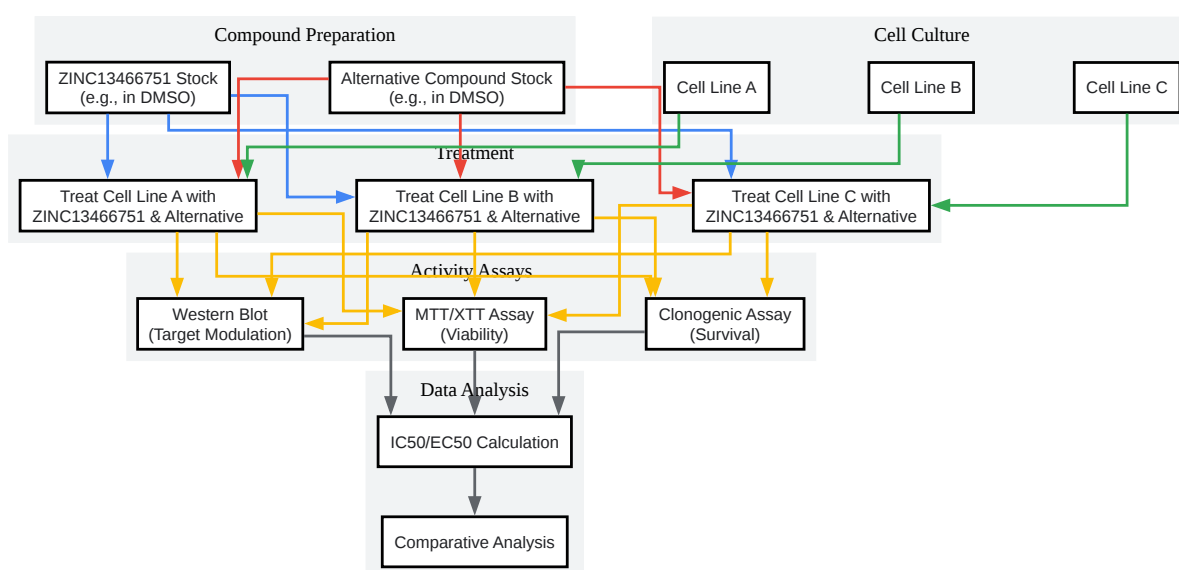 Compound Preparation
Cell Culture
ZINC13466751 Stock
(e.g., in DMSO)
Alternative Compound Stock
(e.g., in DMSO)
Cell Line A
Cell Line B
Cell Line C
Treatment
Treat Cell Line A with
ZINC13466751 & Alternative
Treat Cell Line B with
ZINC13466751 & Alternative
Treat Cell Line C with
ZINC13466751 & Alternative
Activity Assays
Western Blot
(Target Modulation)
MTT/XTT Assay
(Viability)
Clonogenic Assay
(Survival)
Data Analysis
IC50/EC50 Calculation
Comparative Analysis